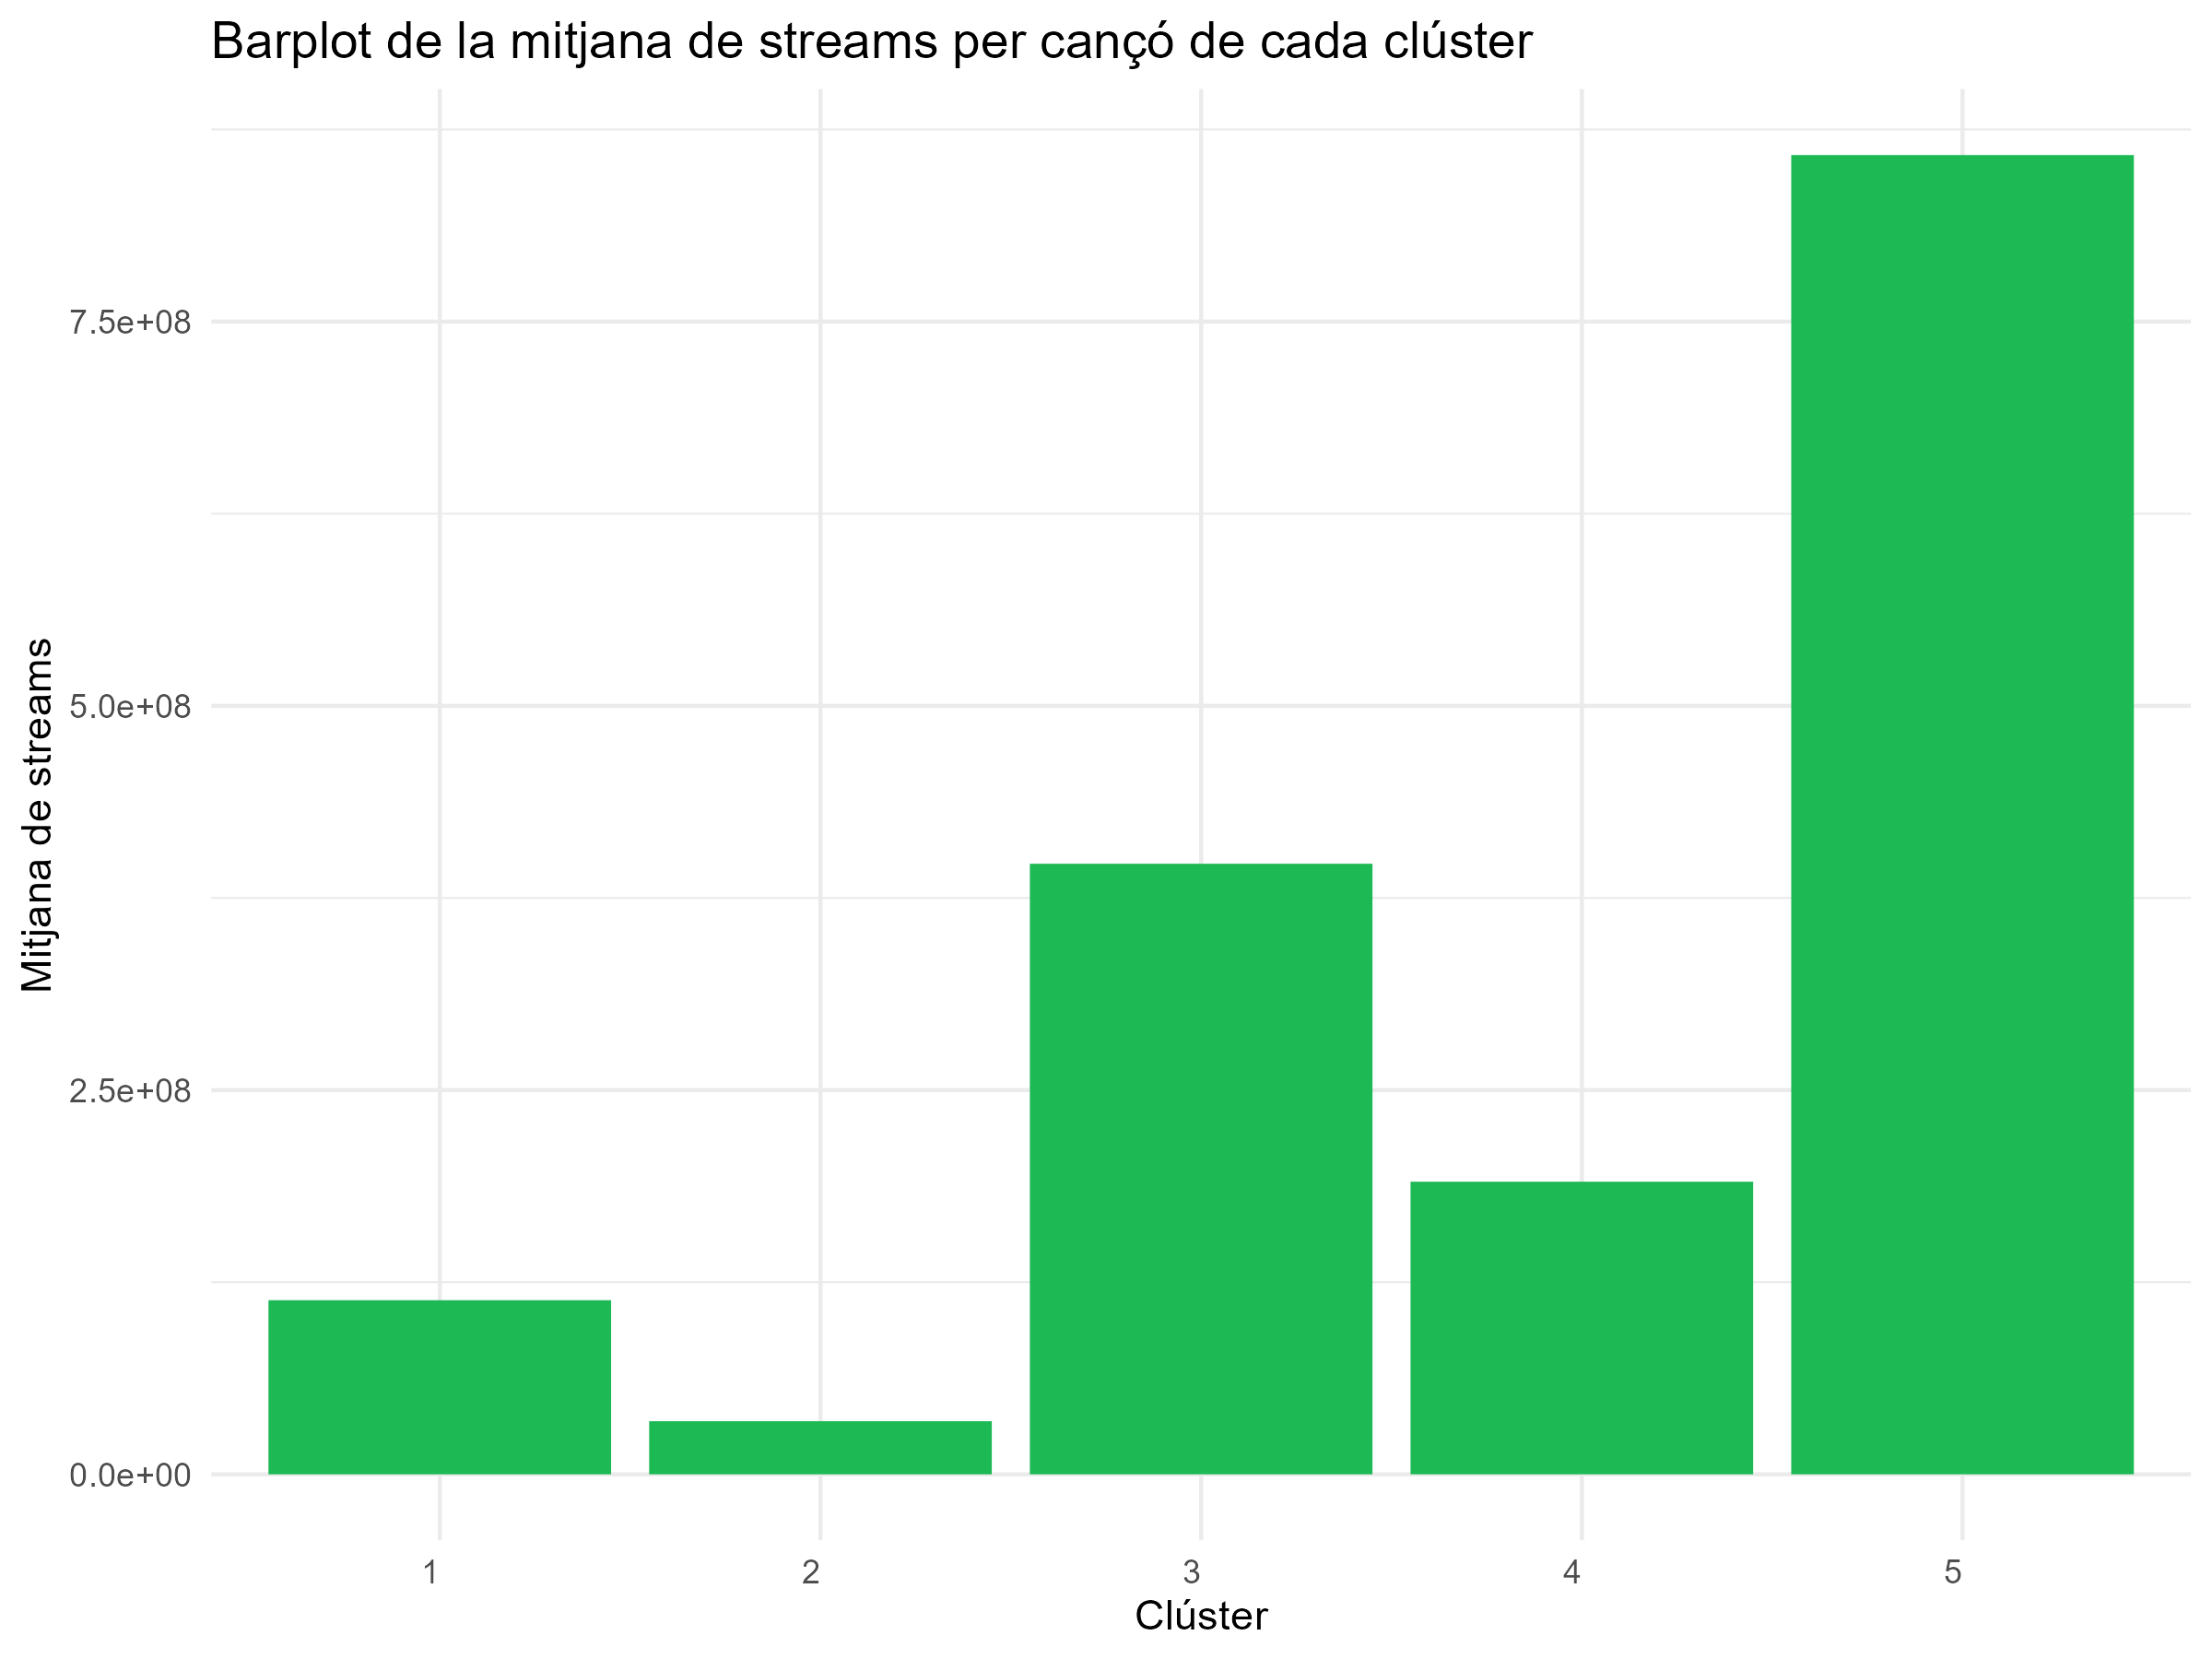 Barplot de la mitjana de streams per cançó de cada clúster
Mitjana de streams
7.5e+08
5.0e+08
2.5e+08
0.0e+00
1 2 3 4 5
Clúster